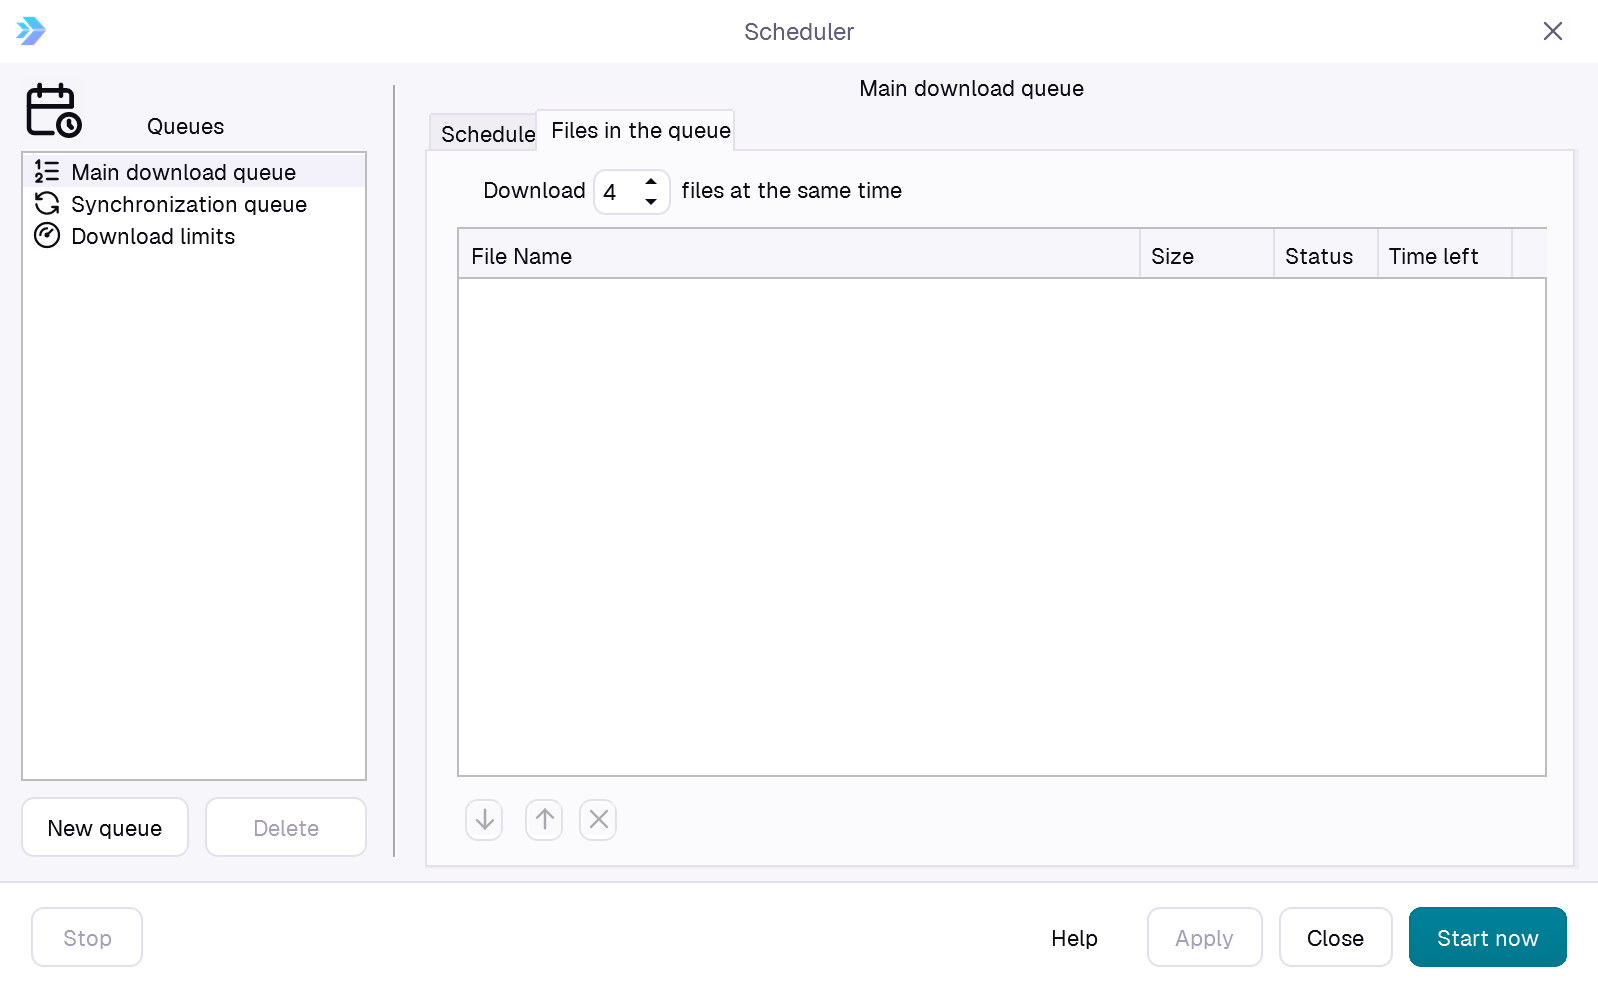 Scheduler
Queues
Main download queue
Synchronization queue
Download limits
New queue
Delete
Main download queue
Schedule
Files in the queue
Download 4 files at the same time
File Name Size Status Time left
Stop
Help
Apply
Close
Start now